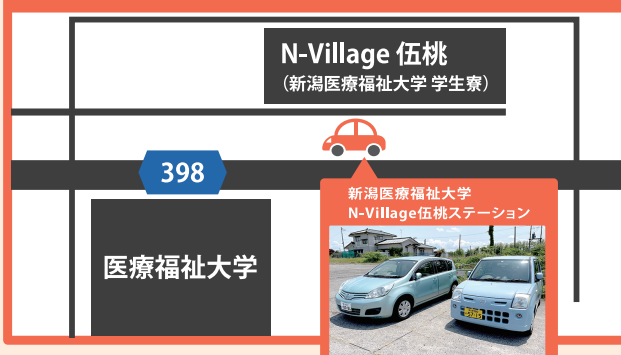 N-Village 伍桃
（新潟医療福祉大学 学生寮）
398
医療福祉大学
新潟医療福祉大学
N-Village伍桃ステーション